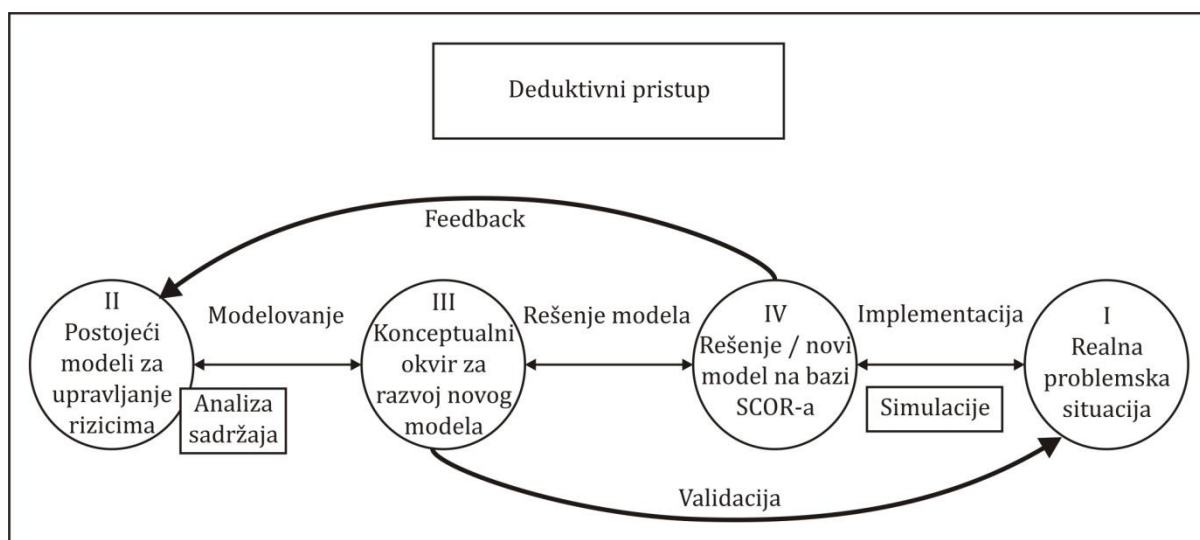 Deduktivni pristup
Feedback
II
Postojeći
modeli za
upravljanje
rizicima
Modelovanje
Analiza
sadržaja
III
Konceptualni
okvir za
razvoj novog
modela
Rešenje modela
IV
Rešenje / novi
model na bazi
SCOR-a
Implementacija
Simulacije
I
Realna
problemska
situacija
Validacija